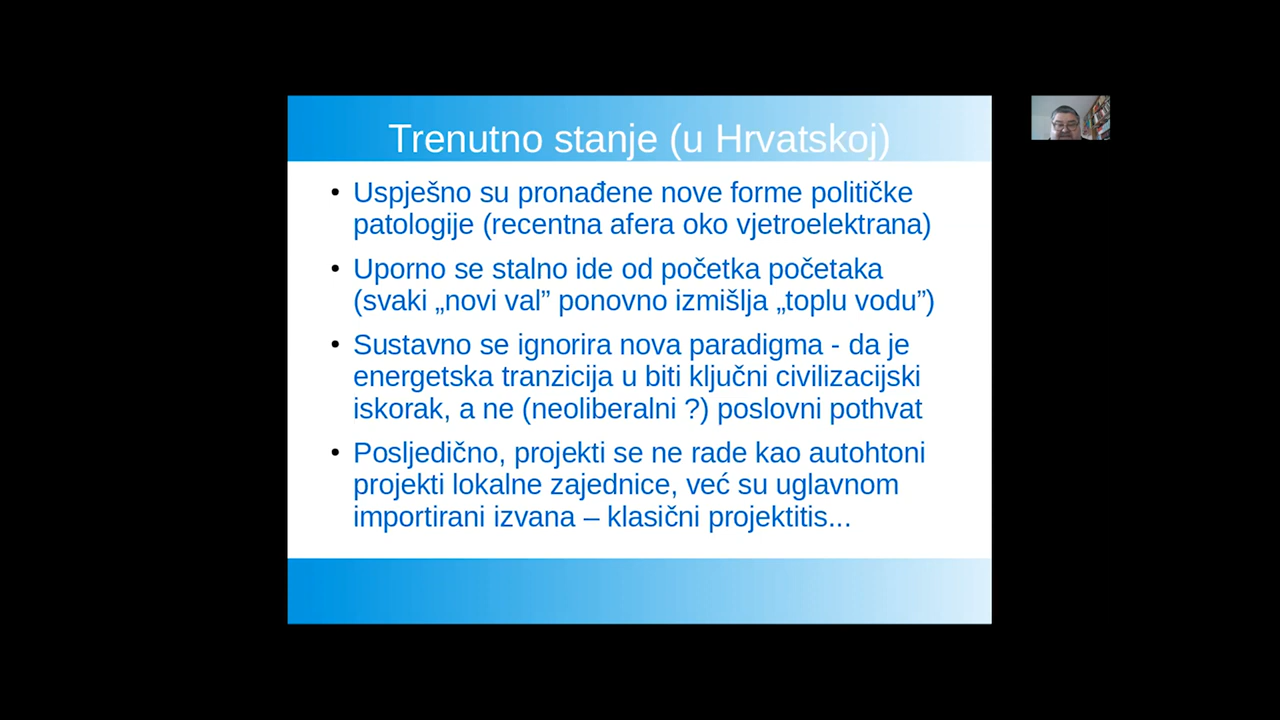 Trenutno stanje (u Hrvatskoj)
Uspješno su pronađene nove forme političke
patologije (recentna afera oko vjetroelektrana)
Uporno se stalno ide od početka početaka
(svaki „novi val” ponovno izmišlja „toplu vodu”)
Sustavno se ignorira nova paradigma - da je
energetska tranzicija u biti ključni civilizacijski
iskorak, a ne (neoliberalni ?) poslovni pothvat
Posljedično, projekti se ne rade kao autohtoni
projekti lokalne zajednice, već su uglavnom
importirani izvana – klasični projektitis...